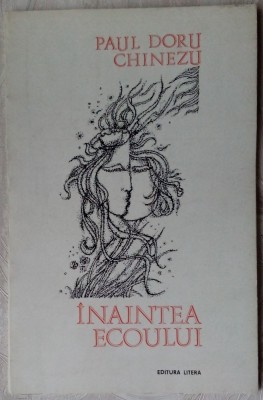 PAUL DORU
CHINEZU
ÎNAINTEA
ECOULUI
EDITURA LITERA